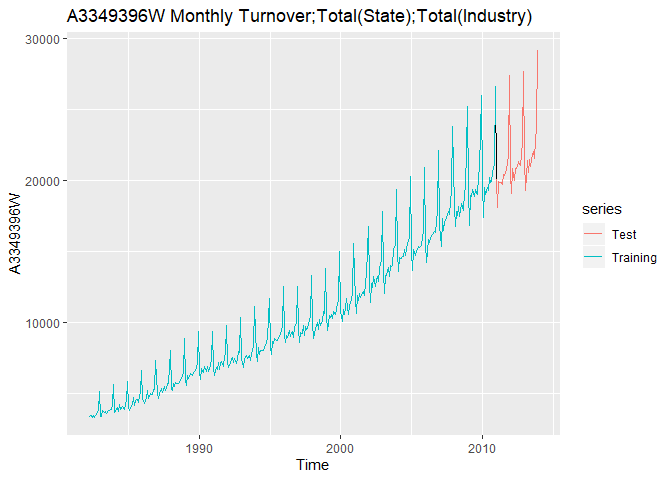 A3349396W Monthly Turnover;Total(State);Total(Industry)
30000
20000
10000
A3349396W
1990
2000
2010
Time
series
Test
Training